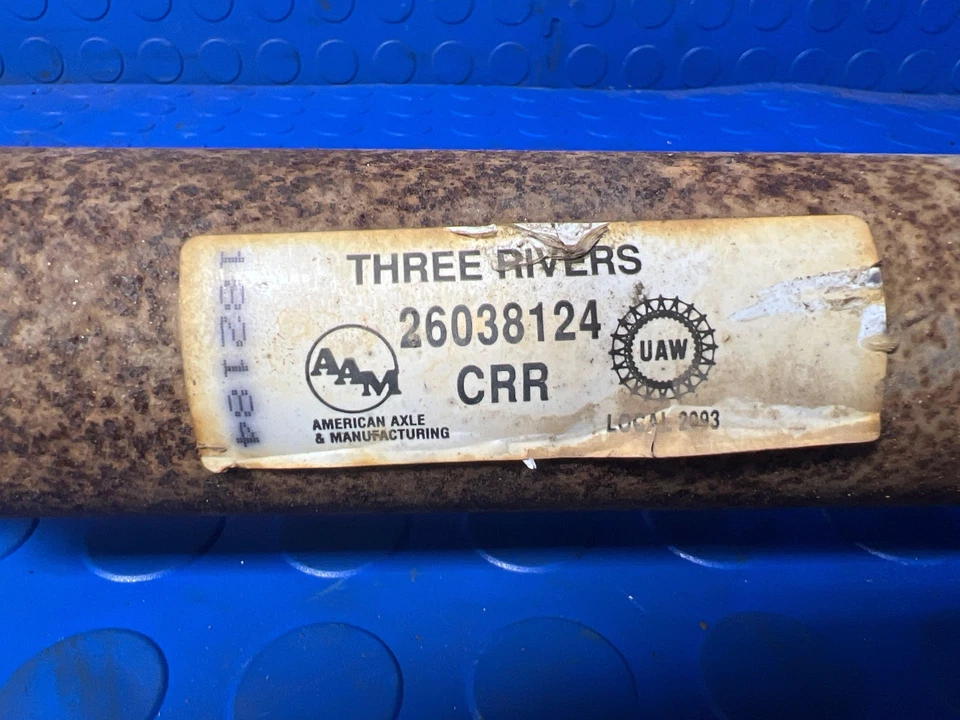 THREE RIVERS
26038124
CRR
AAM
AMERICAN AXLE
& MANUFACTURING
UAW
LOCAL 2093